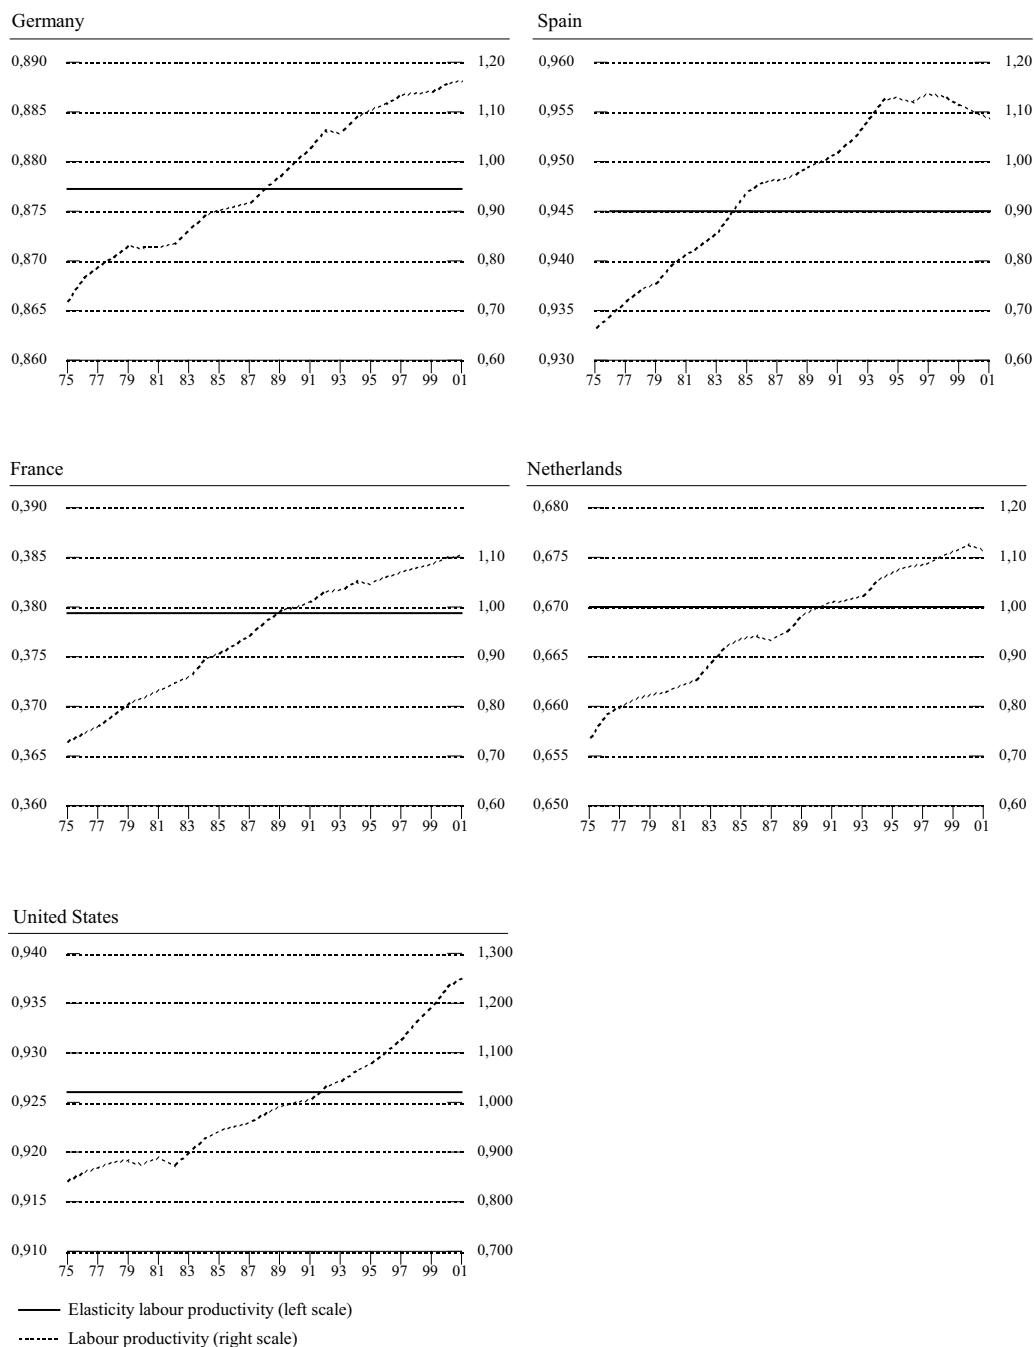 Germany
0,890 1,20
0,885 1,10
0,880 1,00
0,875 0,90
0,870 0,80
0,865 0,70
0,860 0,60
75 77 79 81 83 85 87 89 91 93 95 97 99 01
Spain
0,960 1,20
0,955 1,10
0,950 1,00
0,945 0,90
0,940 0,80
0,935 0,70
0,930 0,60
75 77 79 81 83 85 87 89 91 93 95 97 99 01
France
0,390
0,385 1,10
0,380 1,00
0,375 0,90
0,370 0,80
0,365 0,70
0,360 0,60
75 77 79 81 83 85 87 89 91 93 95 97 99 01
Netherlands
0,680 1,20
0,675 1,10
0,670 1,00
0,665 0,90
0,660 0,80
0,655 0,70
0,650 0,60
75 77 79 81 83 85 87 89 91 93 95 97 99 01
United States
0,940 1,300
0,935 1,200
0,930 1,100
0,925 1,000
0,920 0,900
0,915 0,800
0,910 0,700
75 77 79 81 83 85 87 89 91 93 95 97 99 01
Elasticity labour productivity (left scale)
Labour productivity (right scale)